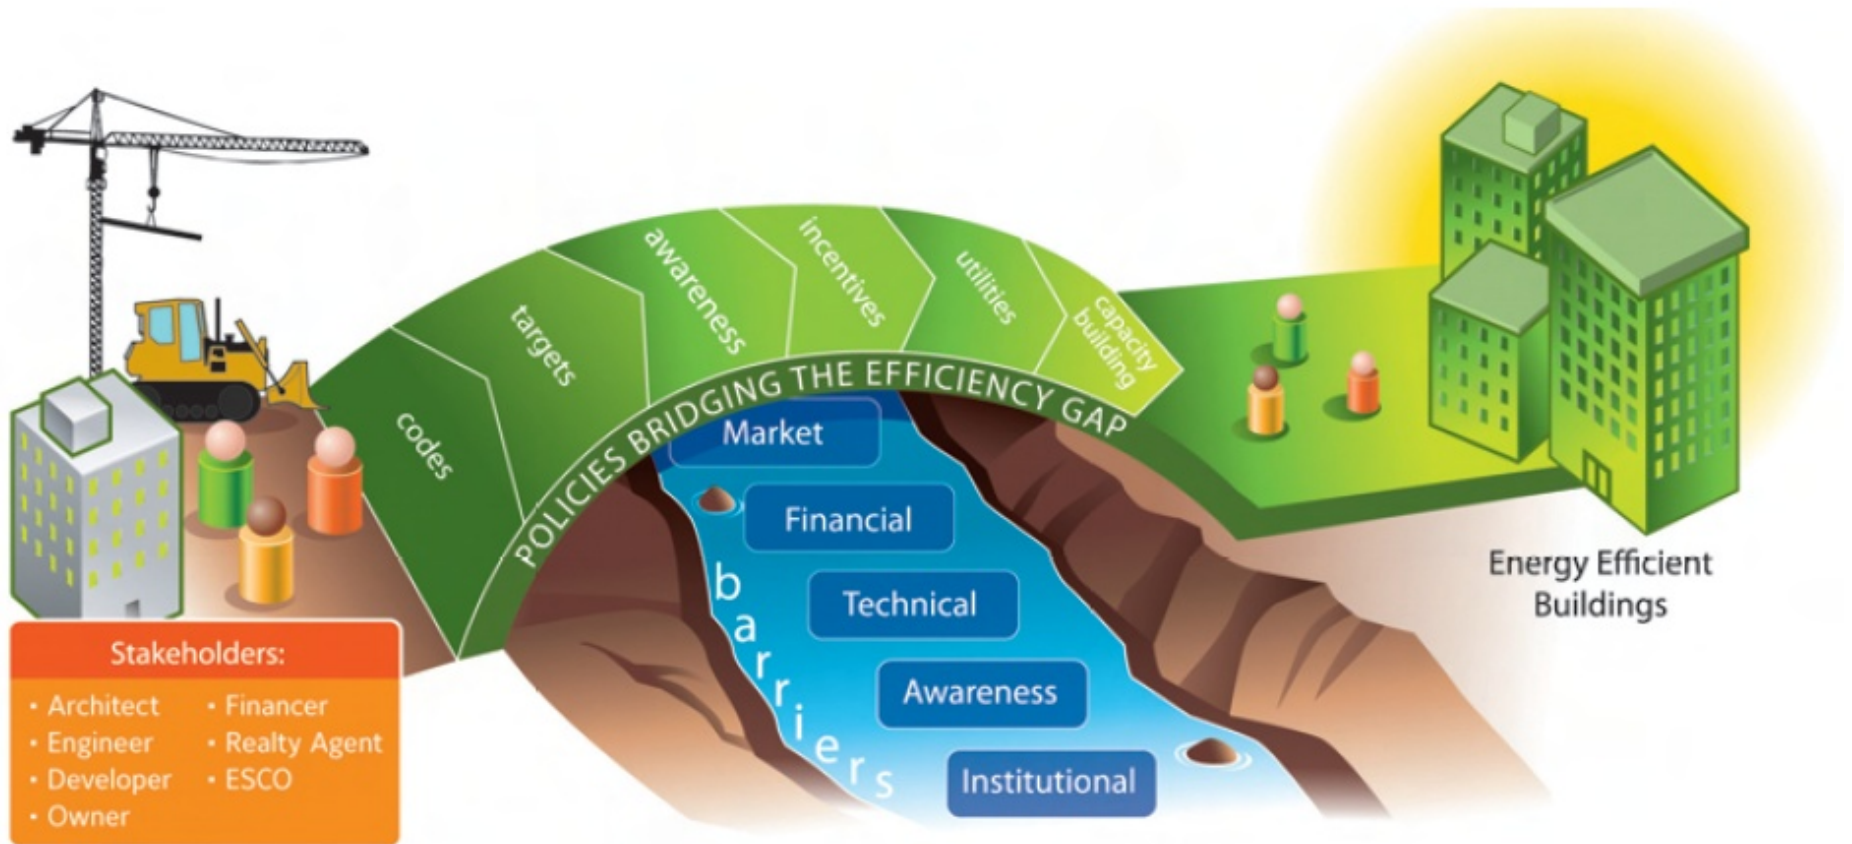 codes
targets
awareness
incentives
utilities
capacity
building
POLICIES BRIDGING THE EFFICIENCY GAP
Market
Financial
Technical
Awareness
Institutional
barriers
Energy Efficient
Buildings
Stakeholders:
• Architect
• Engineer
• Developer
• Owner
• Financer
• Realty Agent
• ESCO